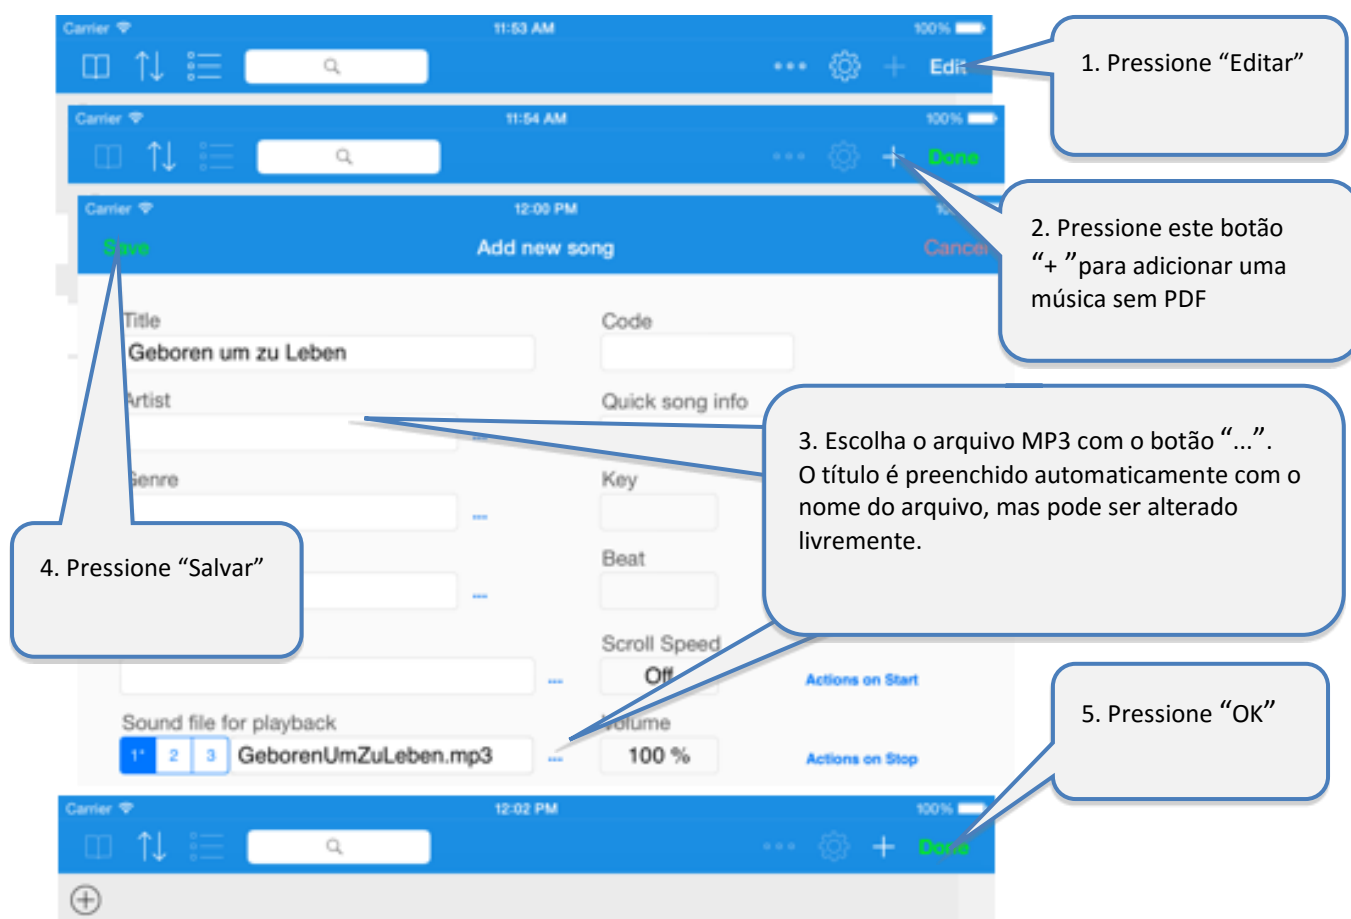 Carrier 11:53 AM 100%
Edit
1. Pressione “Editar”
Carrier 11:54 AM 100%
Done
2. Pressione este botão
“+ ”para adicionar uma
música sem PDF
Carrier 12:00 PM
Save Add new song Cancel
Title Code
Geboren um zu Leben
Artist Quick song info
...
3. Escolha o arquivo MP3 com o botão “...”.
O título é preenchido automaticamente com o
nome do arquivo, mas pode ser alterado
livremente.
Genre Key
...
4. Pressione “Salvar”
Beat
...
Scroll Speed
... Off Actions on Start
5. Pressione “OK”
Sound file for playback Volume
1* 2 3 GeborenUmZuLeben.mp3 ... 100 % Actions on Stop
Carrier 12:02 PM 100%
Done